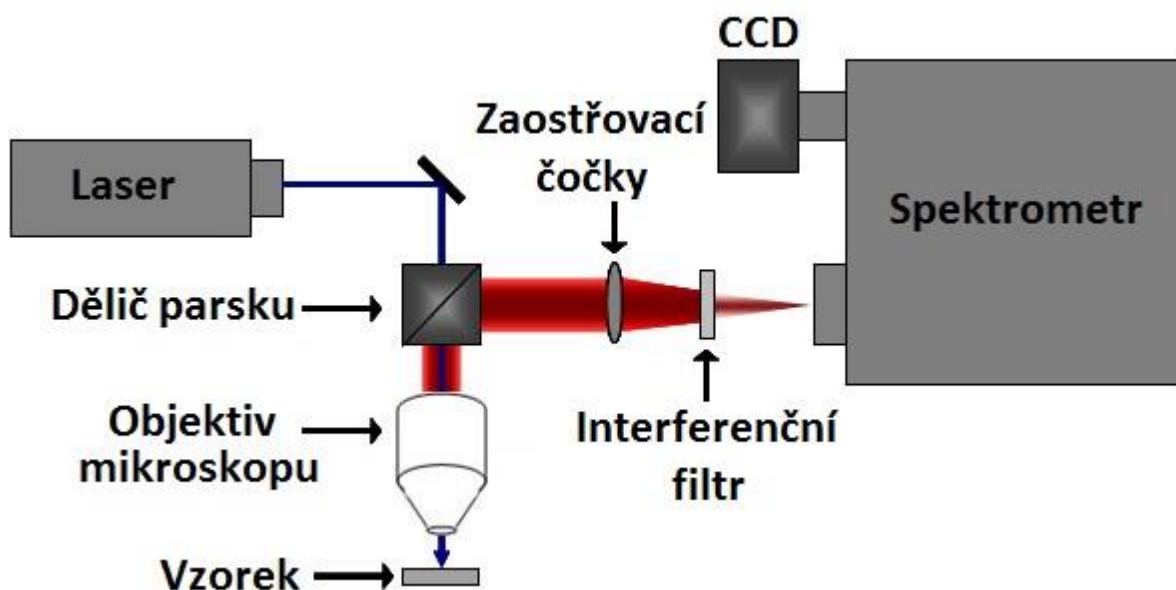 CCD
Zaostřovací
čočky
Laser
Spektrometr
Dělič parsku
Objektiv
mikroskopu
Interferenční
filtr
Vzorek